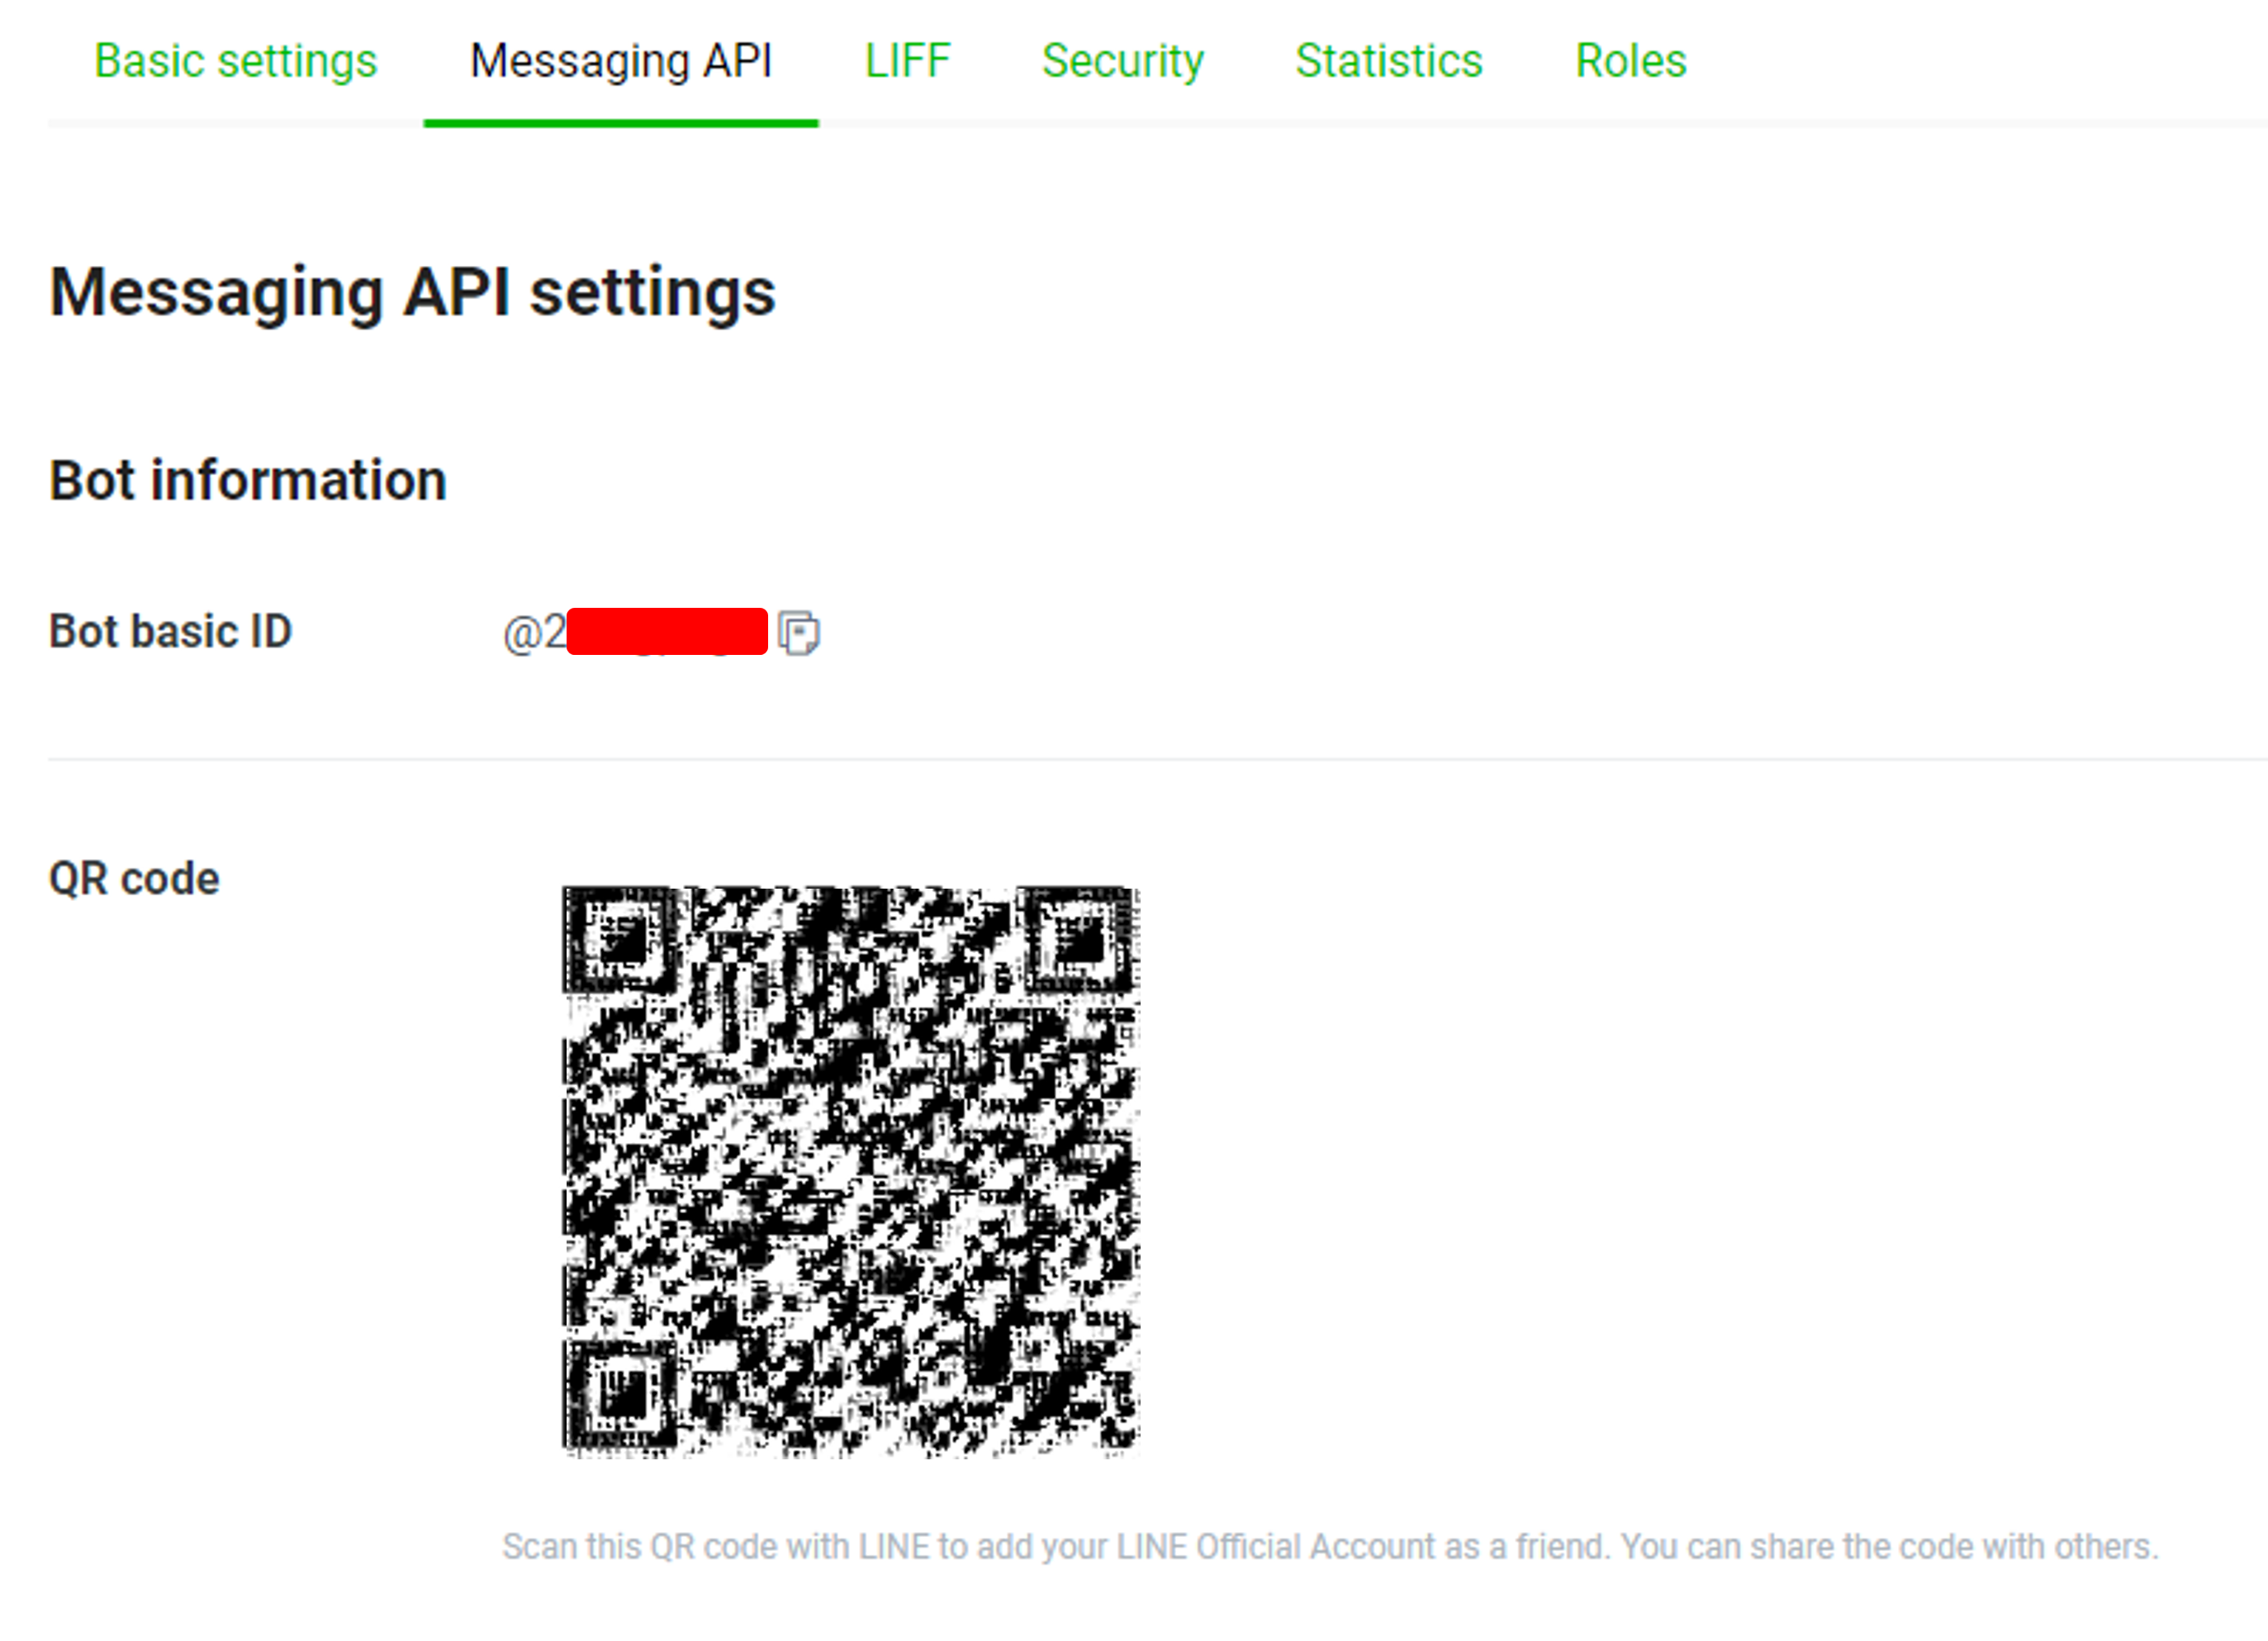 Basic settings Messaging API LIFF Security Statistics Roles
Messaging API settings
Bot information
Bot basic ID @2
QR code
Scan this QR code with LINE to add your LINE Official Account as a friend. You can share the code with others.